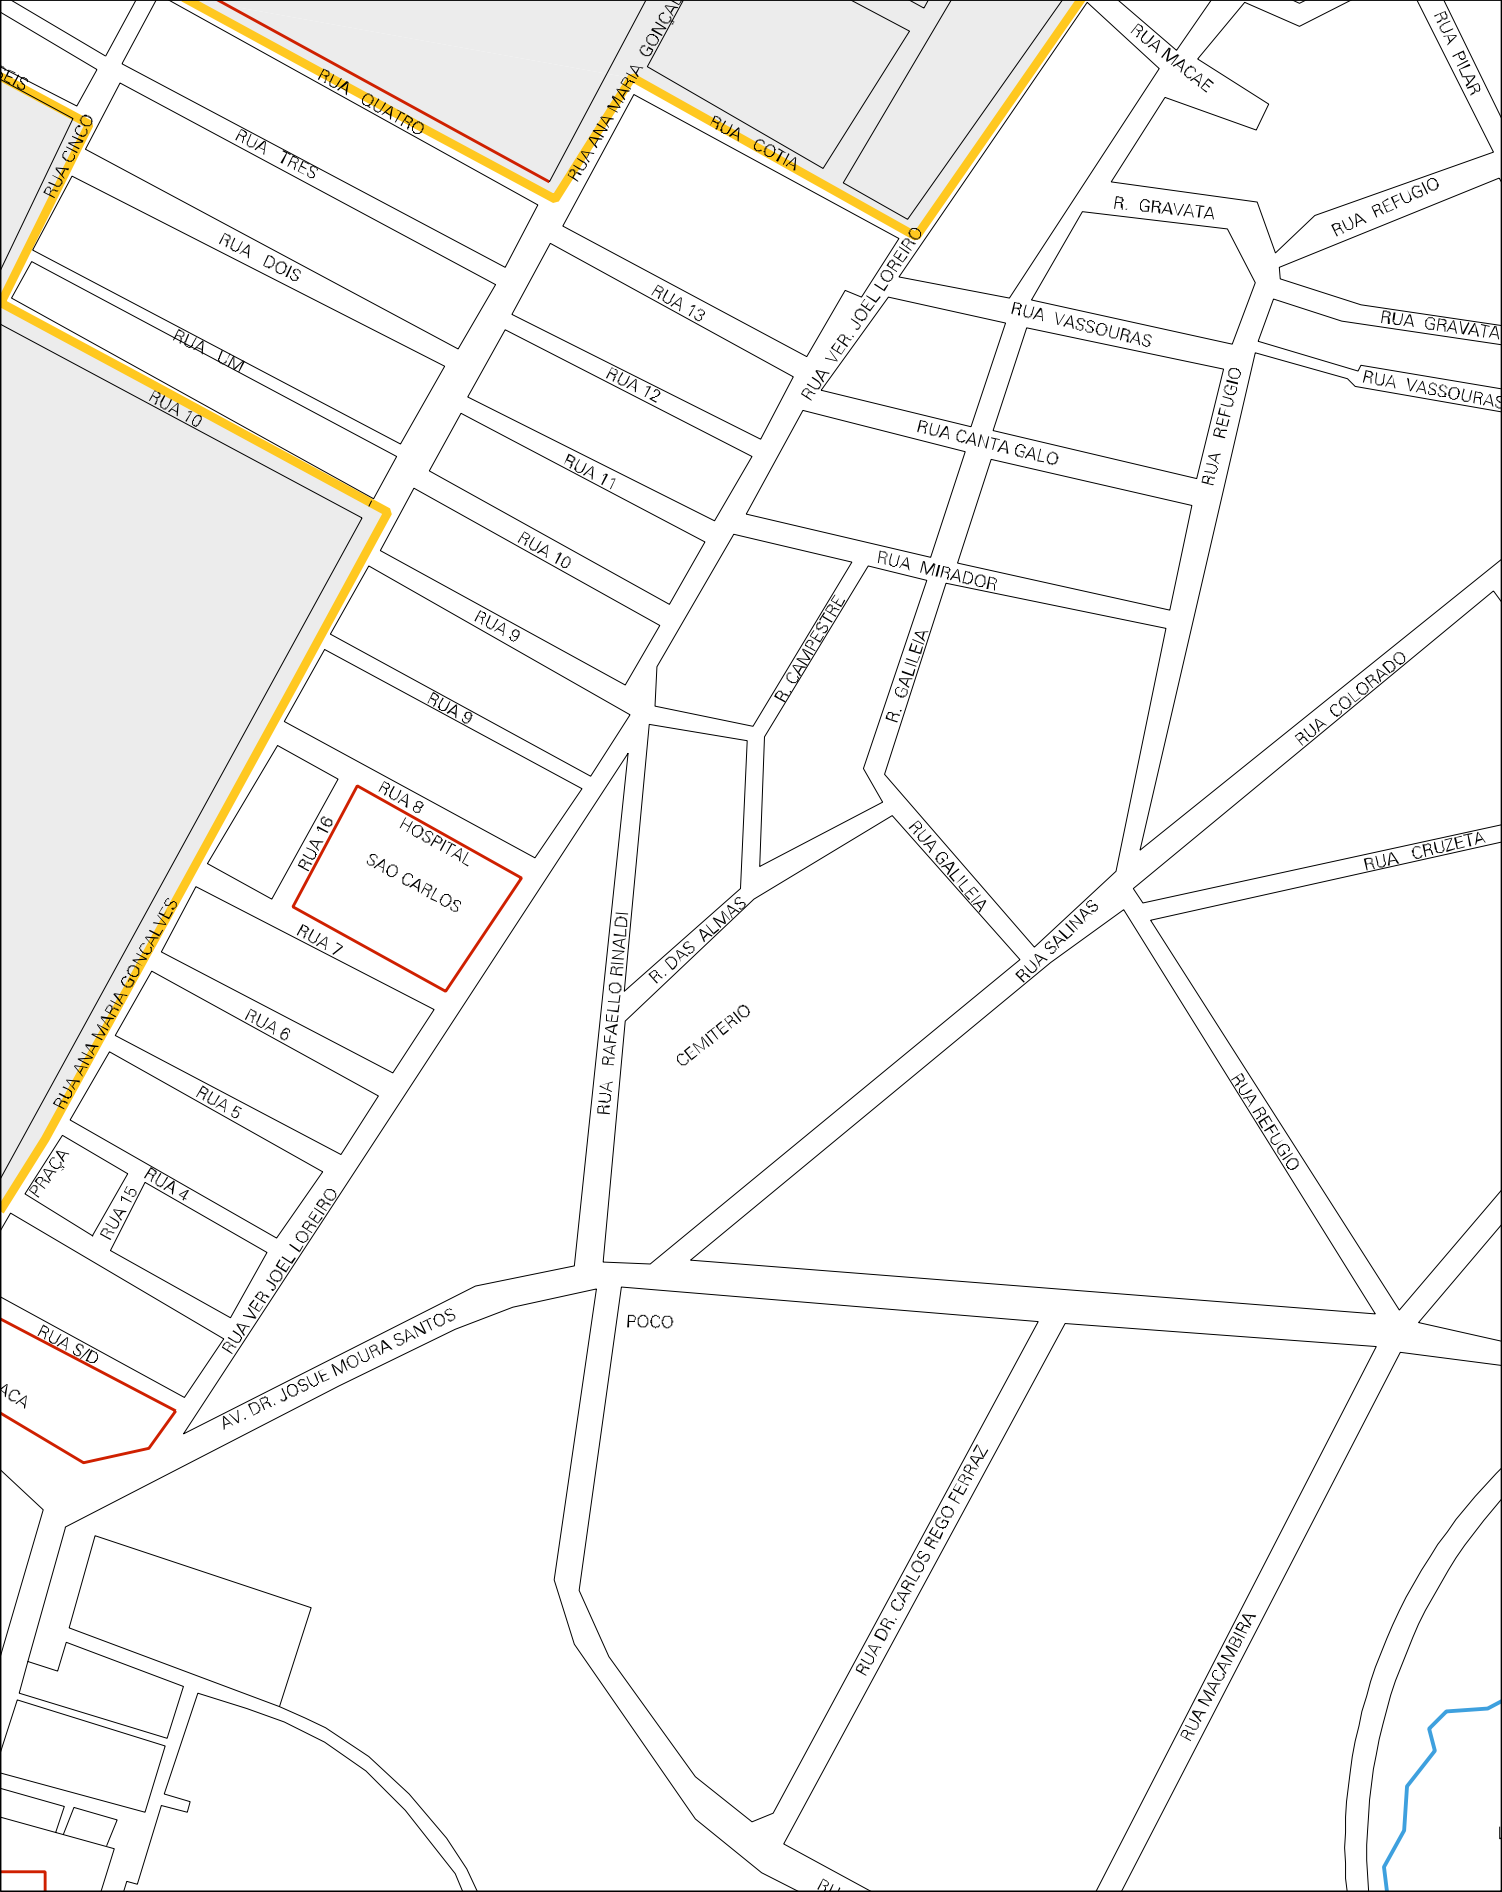 RUA ANA MARIA
RUA MACAE
RUA PILAR
SEIS
RUA QUATRO
RUA CINCO
RUA TRES
RUA COTIA
R. GRAVATA
RUA REFUGIO
RUA DOIS
RUA 13
RUA VER. JOEL LOREIRO
RUA VASSOURAS
RUA GRAVATA
RUA UM
RUA 12
RUA VASSOURAS
RUA 10
RUA REFUGIO
RUA CANTA GALO
RUA 11
RUA 10
RUA MIRADOR
RUA 9
R. CAMPESTRE
R. GALILEIA
RUA COLORADO
RUA 9
RUA 8
HOSPITAL
SAO CARLOS
RUA 16
RUA GALILEIA
RUA CRUZETA
RUA 7
R. DAS ALMAS
RUA SALINAS
RUA ANA MARIA GONCALVES
RUA RAFAELLO RINALDI
RUA 6
CEMITERIO
RUA 5
RUA REFUGIO
PRAÇA
RUA 4
RUA 15
RUA VER JOEL LOREIRO
RUA S/D
POCO
AV. DR. JOSUE MOURA SANTOS
ACA
RUA DR. CARLOS REGO FERRAZ
RUA MACAMBIRA